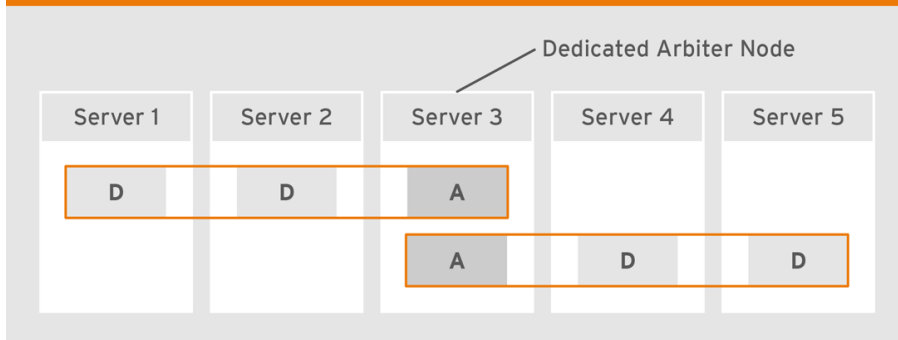 Dedicated Arbiter Node
Server 1 Server 2 Server 3 Server 4 Server 5
D D A
A D D